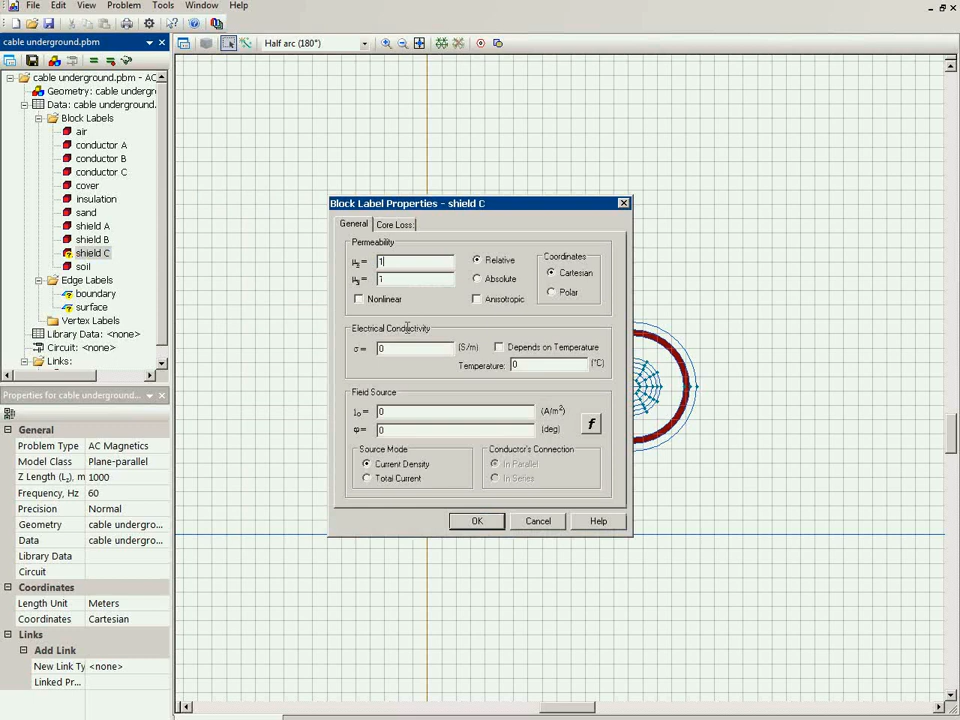 File Edit View Problem Tools Window Help
Half arc (180°)
cable underground.pbm
cable underground.pbm - AC
Geometry: cable undergr
Data: cable underground.
Block Labels
air
conductor A
conductor B
conductor C
cover
insulation
sand
shield A
shield B
shield C
soil
Edge Labels
boundary
surface
Vertex Labels
Library Data: <none>
Circuit: <none>
Links:
Properties for cable underground...
General
Problem Type AC Magnetics
Model Class Plane-parallel
Z Length (Lz), m 1000
Frequency, Hz 60
Precision Normal
Geometry cable undergro...
Data cable undergro...
Library Data
Circuit
Coordinates
Length Unit Meters
Coordinates Cartesian
Links
Add Link
New Link Ty <none>
Linked Pr...
Block Label Properties - shield C
General Core Loss:
Permeability
1
1
Relative
Absolute
Nonlinear
Anisotropic
Coordinates
Cartesian
Polar
Electrical Conductivity
σ= 0 (S/m)
Depends on Temperature
Temperature: 0 (°C)
Field Source
0 (A/m²)
φ= 0 (deg)
f
Source Mode
Current Density
Total Current
Conductor's Connection
In Parallel
In Series
OK Cancel Help